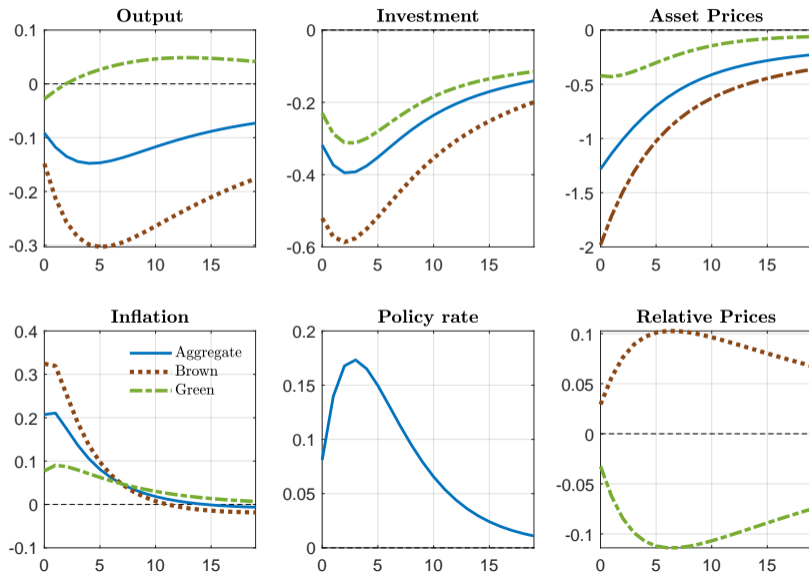 Output
0.1
0
-0.1
-0.2
-0.3
0 5 10 15
Investment
0
-0.2
-0.4
-0.6
0 5 10 15
Asset Prices
0
-0.5
-1
-1.5
-2
0 5 10 15
Inflation
0.4
0.3
0.2
0.1
0
-0.1
Aggregate
Brown
Green
0 5 10 15
Policy rate
0.2
0.15
0.1
0.05
0
0 5 10 15
Relative Prices
0.1
0.05
0
-0.05
-0.1
0 5 10 15